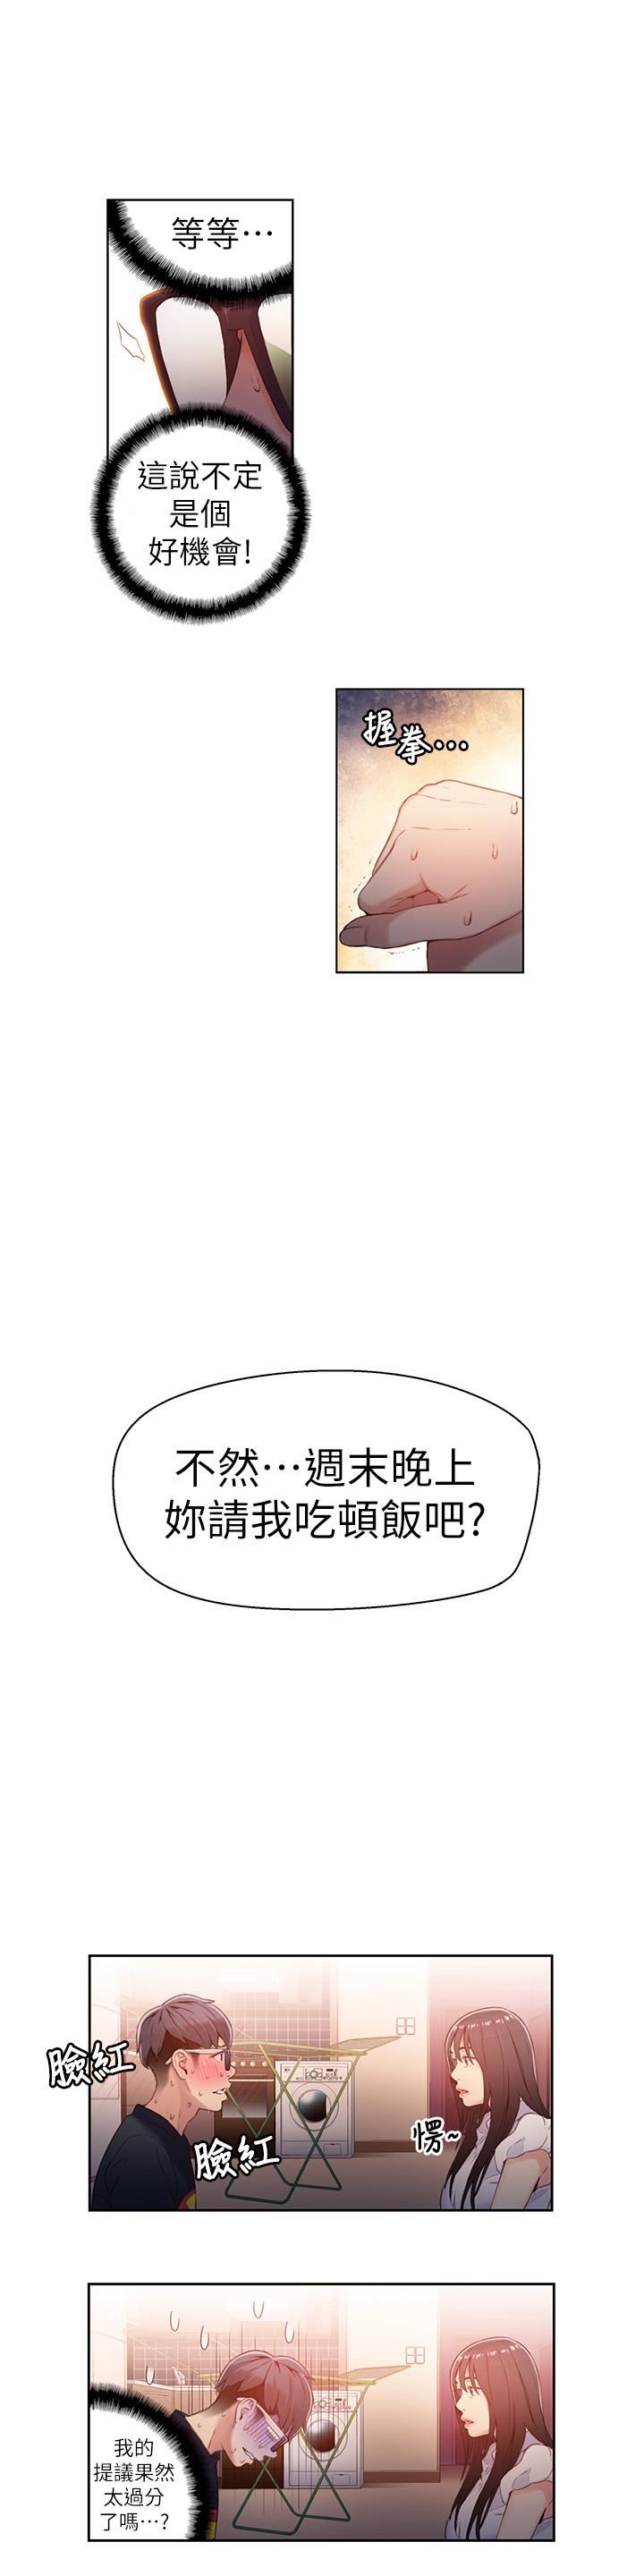 等等…
這說不定
是個
好機會!
握拳…
不然…週末晚上
妳請我吃頓飯吧?
臉紅
臉紅
愣~
我的
提議果然
太過分
了嗎…?